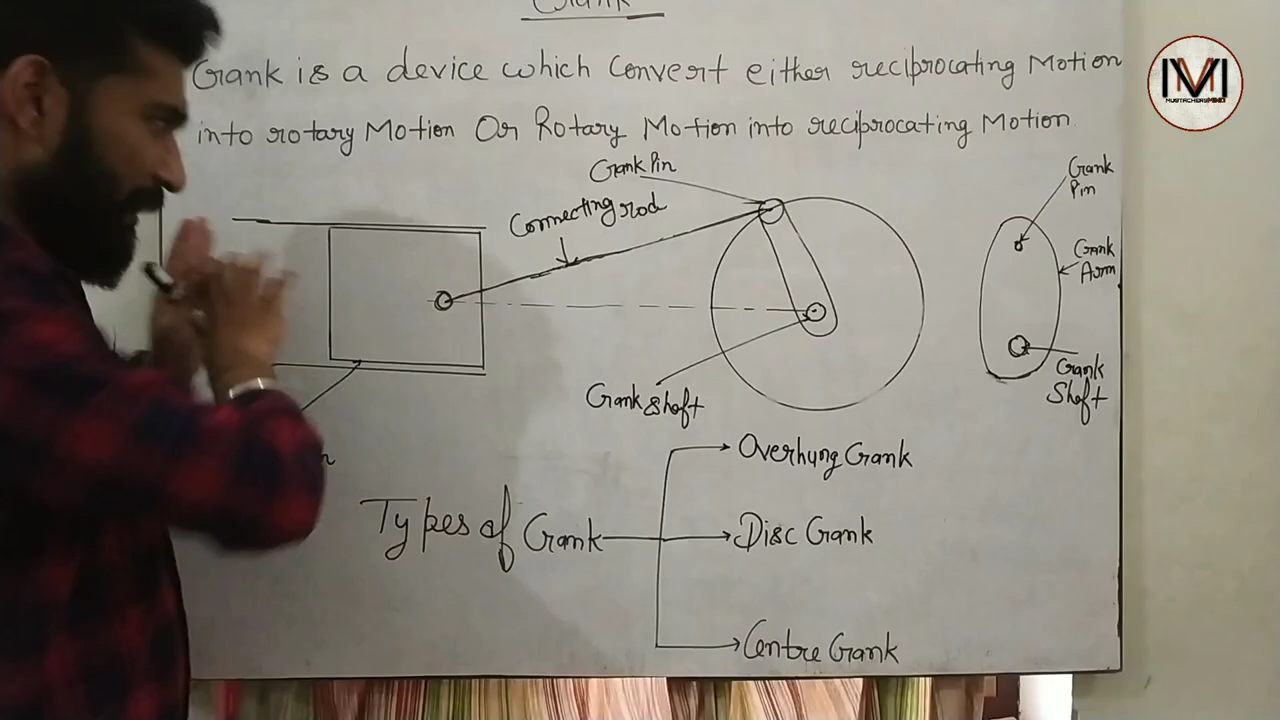 Crank
Crank is a device which Convert either reciprocating Motion
into rotary Motion Or Rotary Motion into reciprocating Motion.
Crank Pin
Connecting rod
Crank Shaft
Crank
Pin
Crank
Arm
Crank
Shaft
Types of Crank
Overhung Crank
Disc Crank
Centre Crank
MUSTACHERSMIND